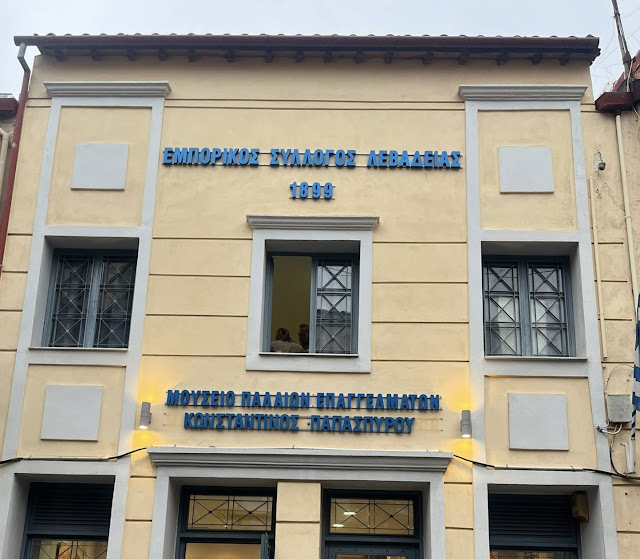 ΕΜΠΟΡΙΚΟΣ ΣΥΛΛΟΓΟΣ ΛΕΒΑΔΕΙΑΣ
1899
ΜΟΥΣΕΙΟ ΠΑΛΑΙΩΝ ΕΠΑΓΓΕΛΜΑΤΩΝ
ΚΩΝΣΤΑΝΤΙΝΟΣ ΠΑΠΑΣΠΥΡΟΥ